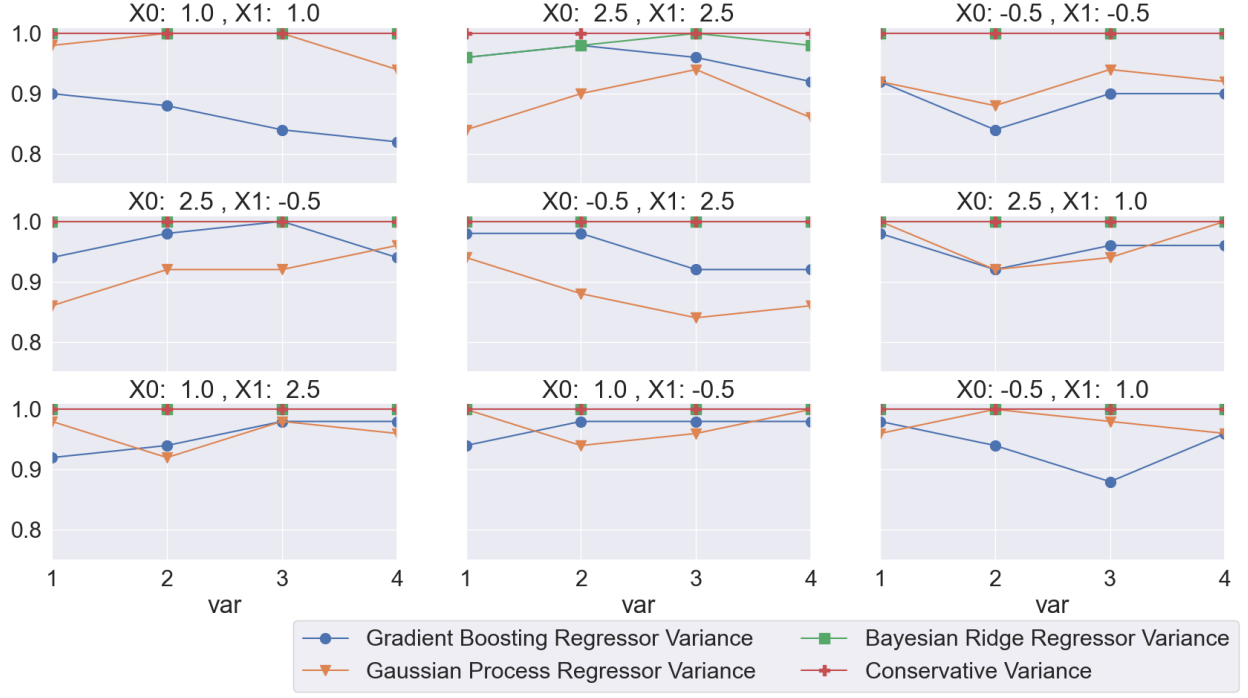 X0:  1.0 , X1:  1.0
X0:  2.5 , X1:  2.5
X0: -0.5 , X1: -0.5
1.0
0.9
0.8
X0:  2.5 , X1: -0.5
X0: -0.5 , X1:  2.5
X0:  2.5 , X1:  1.0
1.0
0.9
0.8
X0:  1.0 , X1:  2.5
X0:  1.0 , X1: -0.5
X0: -0.5 , X1:  1.0
1.0
0.9
0.8
1 2 3 4
1 2 3 4
1 2 3 4
var
var
var
Gradient Boosting Regressor Variance
Gaussian Process Regressor Variance
Bayesian Ridge Regressor Variance
Conservative Variance